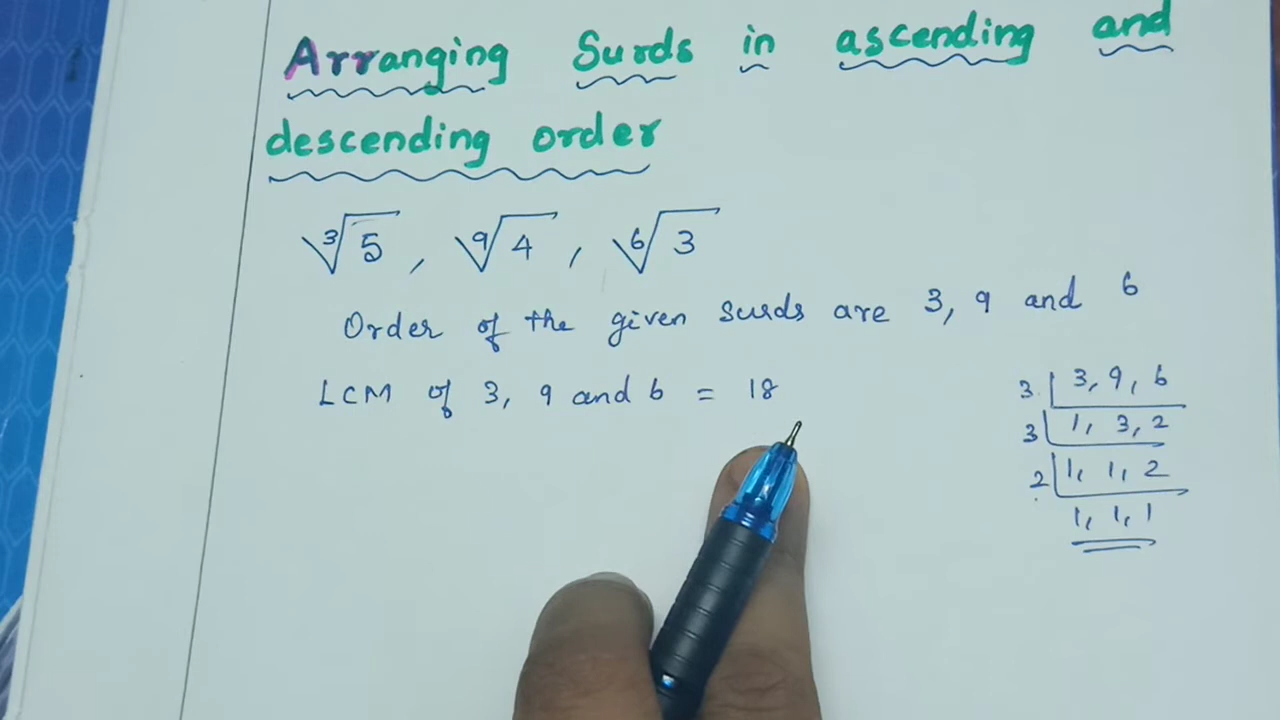 Arranging Surds in ascending and
descending order
∛5 , ⁹√4 , ⁶√3
Order of the given surds are 3, 9 and 6
LCM of 3, 9 and 6 = 18
3 | 3, 9, 6
3 | 1, 3, 2
2 | 1, 1, 2
1, 1, 1